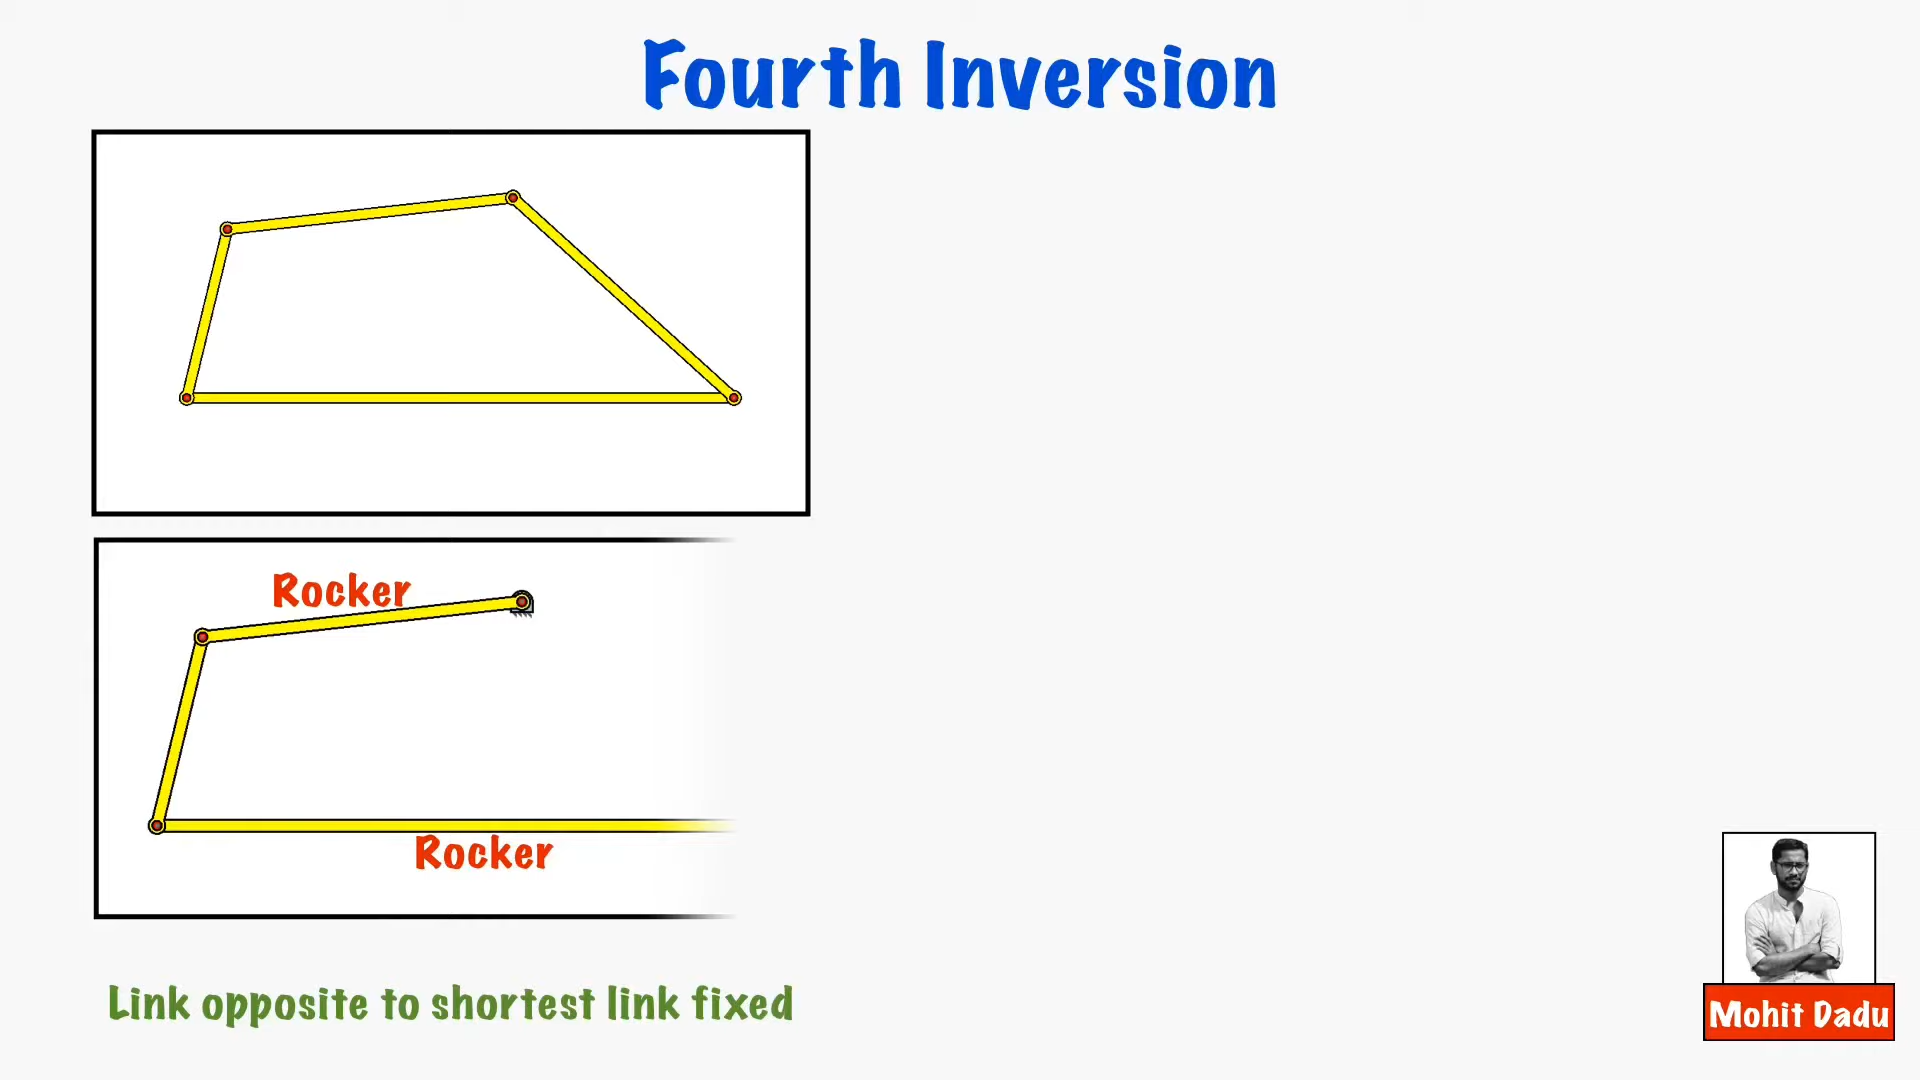 Fourth Inversion
Rocker
Rocker
Link opposite to shortest link fixed
Mohit Dadu